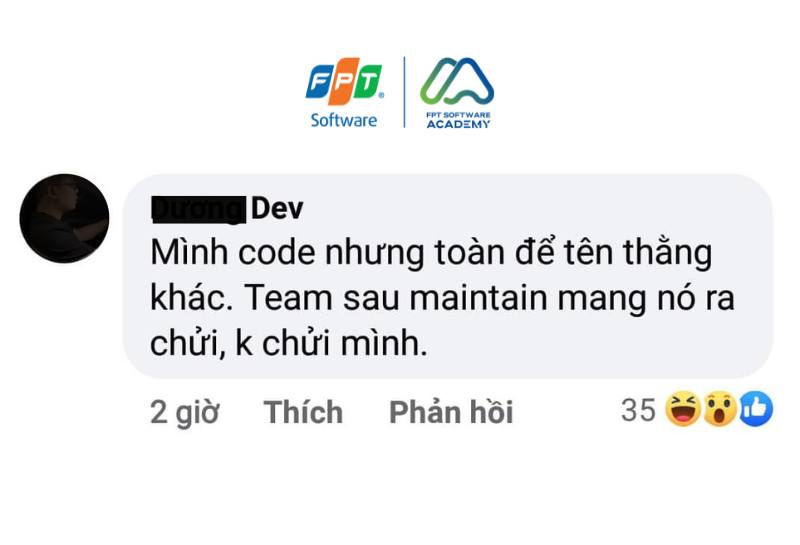 FPT
Software
FPT SOFTWARE
ACADEMY
Dev
Mình code nhưng toàn để tên thằng
khác. Team sau maintain mang nó ra
chửi, k chửi mình.
2 giờ Thích Phản hồi 35